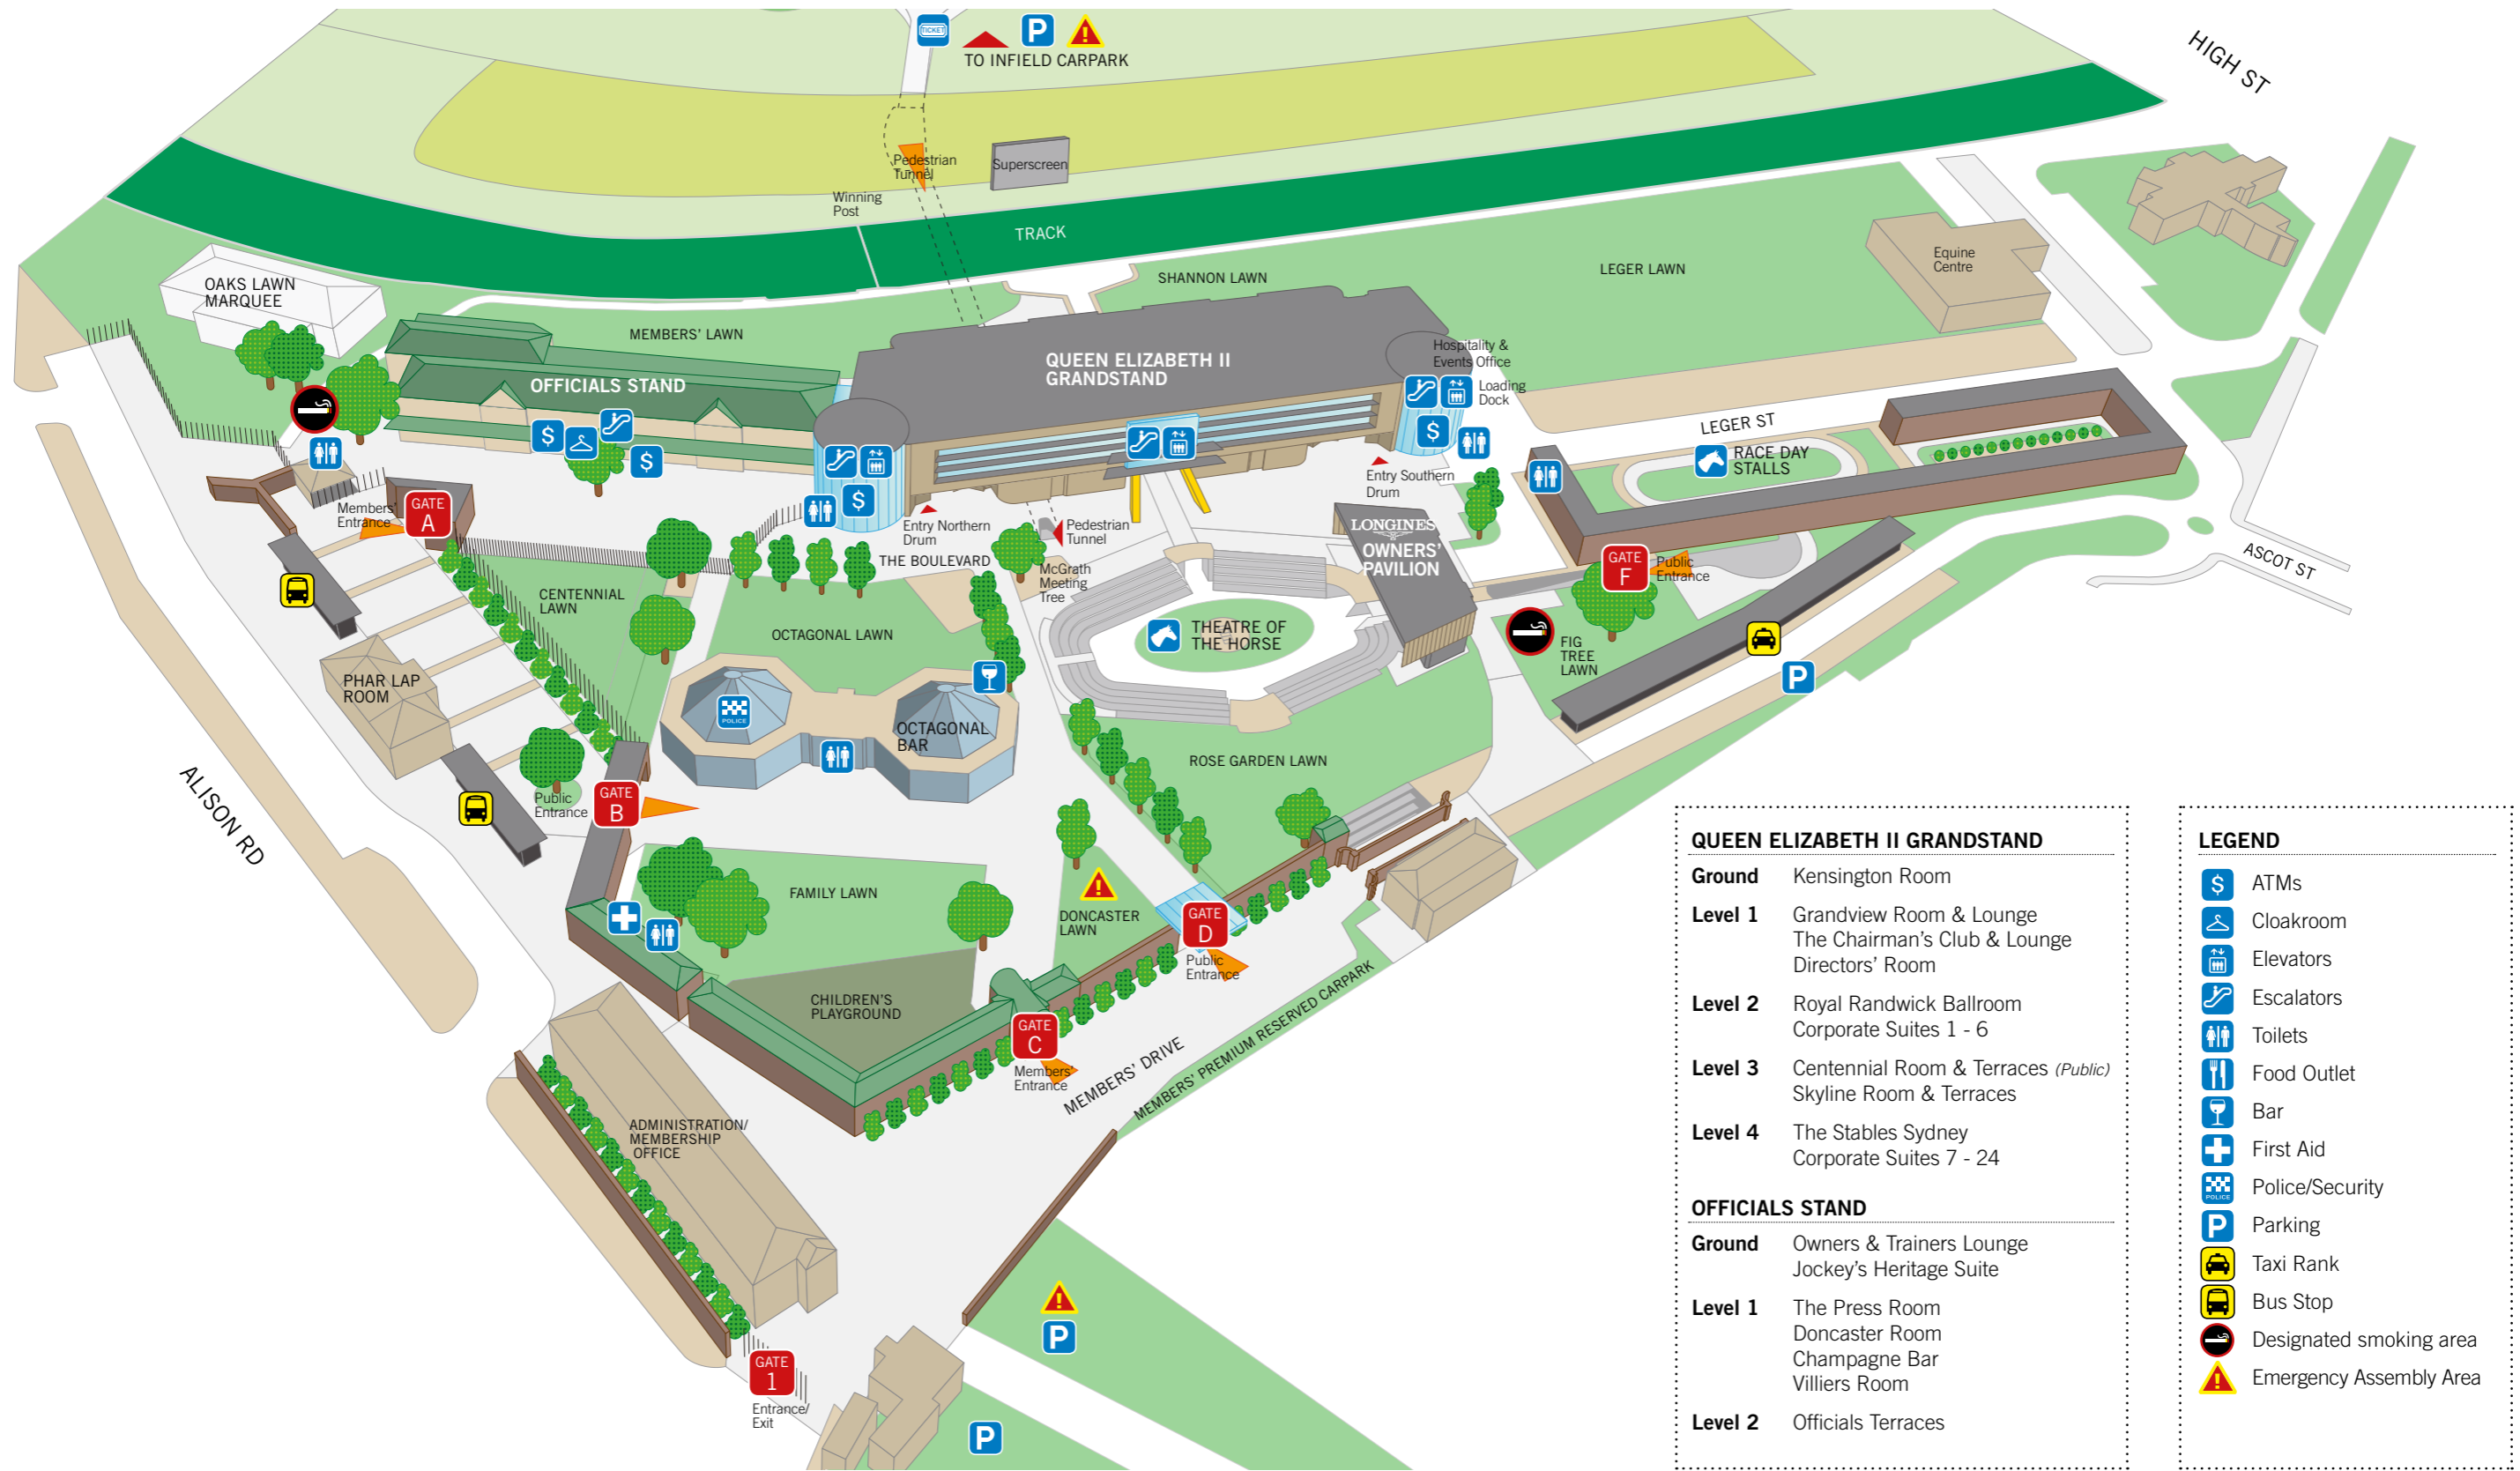 TICKET
P
TO INFIELD CARPARK
HIGH ST
Pedestrian
Tunnel
Superscreen
Winning
Post
TRACK
SHANNON LAWN
LEGER LAWN
Equine
Centre
OAKS LAWN
MARQUEE
MEMBERS' LAWN
OFFICIALS STAND
QUEEN ELIZABETH II
GRANDSTAND
Hospitality &
Events Office
Loading
Dock
LEGER ST
RACE DAY
STALLS
$
$
$
$
Members'
Entrance
GATE
A
Entry Northern
Drum
Pedestrian
Tunnel
Entry Southern
Drum
LONGINES
OWNERS'
PAVILION
THE BOULEVARD
McGrath
Meeting
Tree
GATE
F
Public
Entrance
ASCOT ST
CENTENNIAL
LAWN
OCTAGONAL LAWN
THEATRE OF
THE HORSE
FIG
TREE
LAWN
P
PHAR LAP
ROOM
POLICE
OCTAGONAL
BAR
ROSE GARDEN LAWN
ALISON RD
Public
Entrance
GATE
B
FAMILY LAWN
DONCASTER
LAWN
GATE
D
Public
Entrance
CHILDREN'S
PLAYGROUND
GATE
C
Members'
Entrance
MEMBERS' DRIVE
MEMBERS' PREMIUM RESERVED CARPARK
ADMINISTRATION/
MEMBERSHIP
OFFICE
P
GATE
1
Entrance/
Exit
P
QUEEN ELIZABETH II GRANDSTAND
Ground Kensington Room
Level 1 Grandview Room & Lounge
The Chairman's Club & Lounge
Directors' Room
Level 2 Royal Randwick Ballroom
Corporate Suites 1 - 6
Level 3 Centennial Room & Terraces (Public)
Skyline Room & Terraces
Level 4 The Stables Sydney
Corporate Suites 7 - 24
OFFICIALS STAND
Ground Owners & Trainers Lounge
Jockey's Heritage Suite
Level 1 The Press Room
Doncaster Room
Champagne Bar
Villiers Room
Level 2 Officials Terraces
LEGEND
$ ATMs
Cloakroom
Elevators
Escalators
Toilets
Food Outlet
Bar
First Aid
POLICE Police/Security
P Parking
Taxi Rank
Bus Stop
Designated smoking area
Emergency Assembly Area